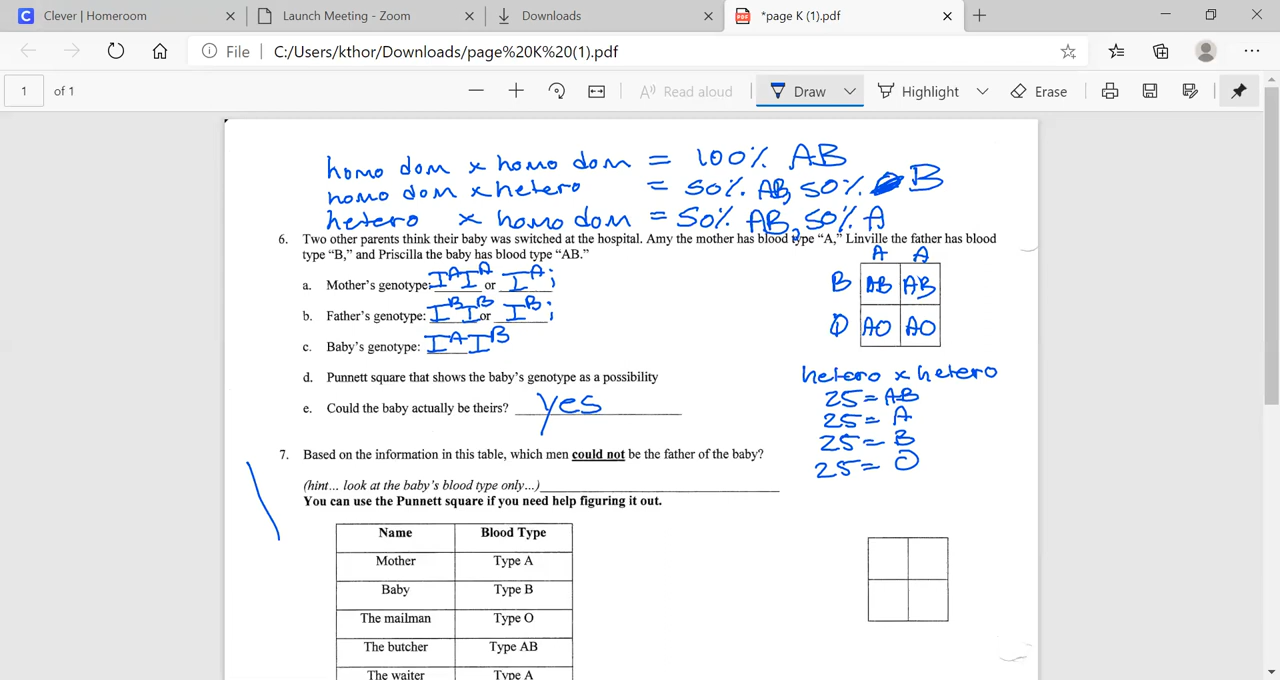 Clever | Homeroom
Launch Meeting - Zoom
Downloads
*page K (1).pdf
File C:/Users/kthor/Downloads/page%20K%20(1).pdf
1 of 1
Read aloud
Draw
Highlight
Erase
homo dom x homo dom = 100% AB
homo dom x hetero = 50% AB, 50% B
hetero x homo dom = 50% AB, 50% A
6. Two other parents think their baby was switched at the hospital. Amy the mother has blood type “A,” Linville the father has blood
type “B,” and Priscilla the baby has blood type “AB.”
a. Mother's genotype: I^A I^A or I^A i
b. Father's genotype: I^B I^B or I^B i
c. Baby's genotype: I^A I^B
d. Punnett square that shows the baby's genotype as a possibility
e. Could the baby actually be theirs? yes
A A
B AB AB
O AO AO
hetero x hetero
25 = AB
25 = A
25 = B
25 = O
7. Based on the information in this table, which men could not be the father of the baby?
(hint... look at the baby's blood type only...)
You can use the Punnett square if you need help figuring it out.
Name Blood Type
Mother Type A
Baby Type B
The mailman Type O
The butcher Type AB
The waiter Type A